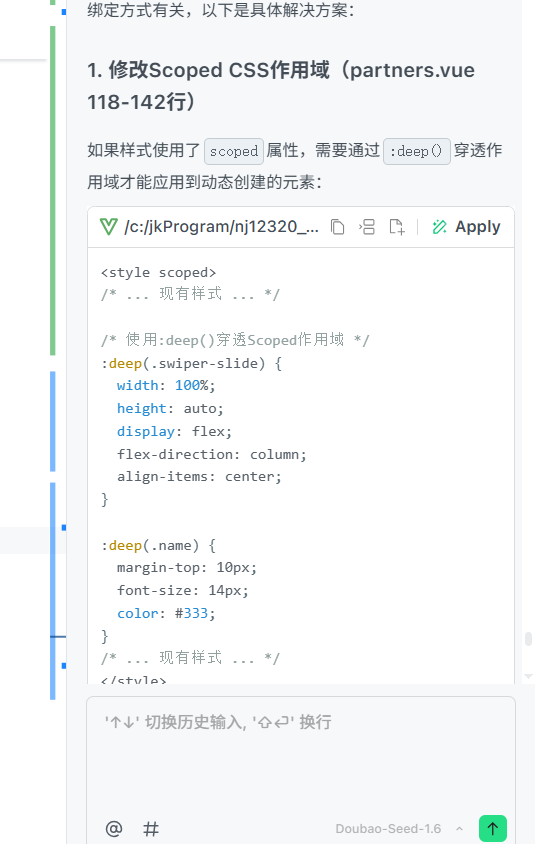 绑定方式有关，以下是具体解决方案：
1. 修改Scoped CSS作用域（partners.vue
118-142行）
如果样式使用了 scoped 属性，需要通过 :deep() 穿透作
用域才能应用到动态创建的元素：
/c:/jkProgram/nj12320_... Apply
<style scoped>
/* ... 现有样式 ... */
/* 使用:deep()穿透Scoped作用域 */
:deep(.swiper-slide) {
width: 100%;
height: auto;
display: flex;
flex-direction: column;
align-items: center;
}
:deep(.name) {
margin-top: 10px;
font-size: 14px;
color: #333;
}
/* ... 现有样式 ... */
</style>
'↑↓' 切换历史输入, '⇧⏎' 换行
@ # Doubao-Seed-1.6